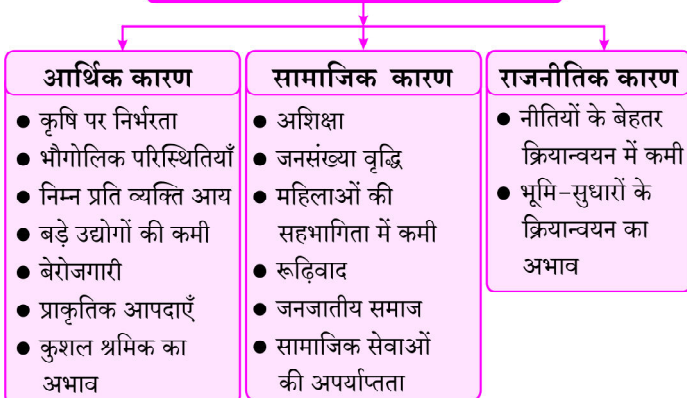 आर्थिक कारण
● कृषि पर निर्भरता
● भौगोलिक परिस्थितियाँ
● निम्न प्रति व्यक्ति आय
● बड़े उद्योगों की कमी
● बेरोजगारी
● प्राकृतिक आपदाएँ
● कुशल श्रमिक का
अभाव
सामाजिक कारण
● अशिक्षा
● जनसंख्या वृद्धि
● महिलाओं की
सहभागिता में कमी
● रूढ़िवाद
● जनजातीय समाज
● सामाजिक सेवाओं
की अपर्याप्तता
राजनीतिक कारण
● नीतियों के बेहतर
क्रियान्वयन में कमी
● भूमि-सुधारों के
क्रियान्वयन का
अभाव